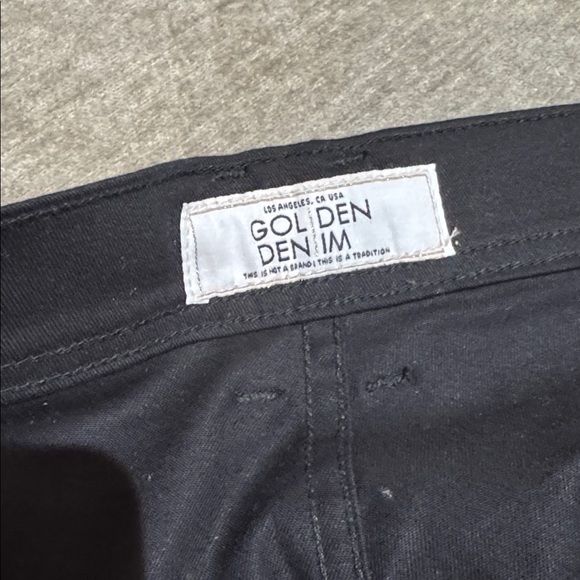 LOS ANGELES, CA USA
GOL|DEN
DEN|IM
THIS IS NOT A BRAND | THIS IS A TRADITION